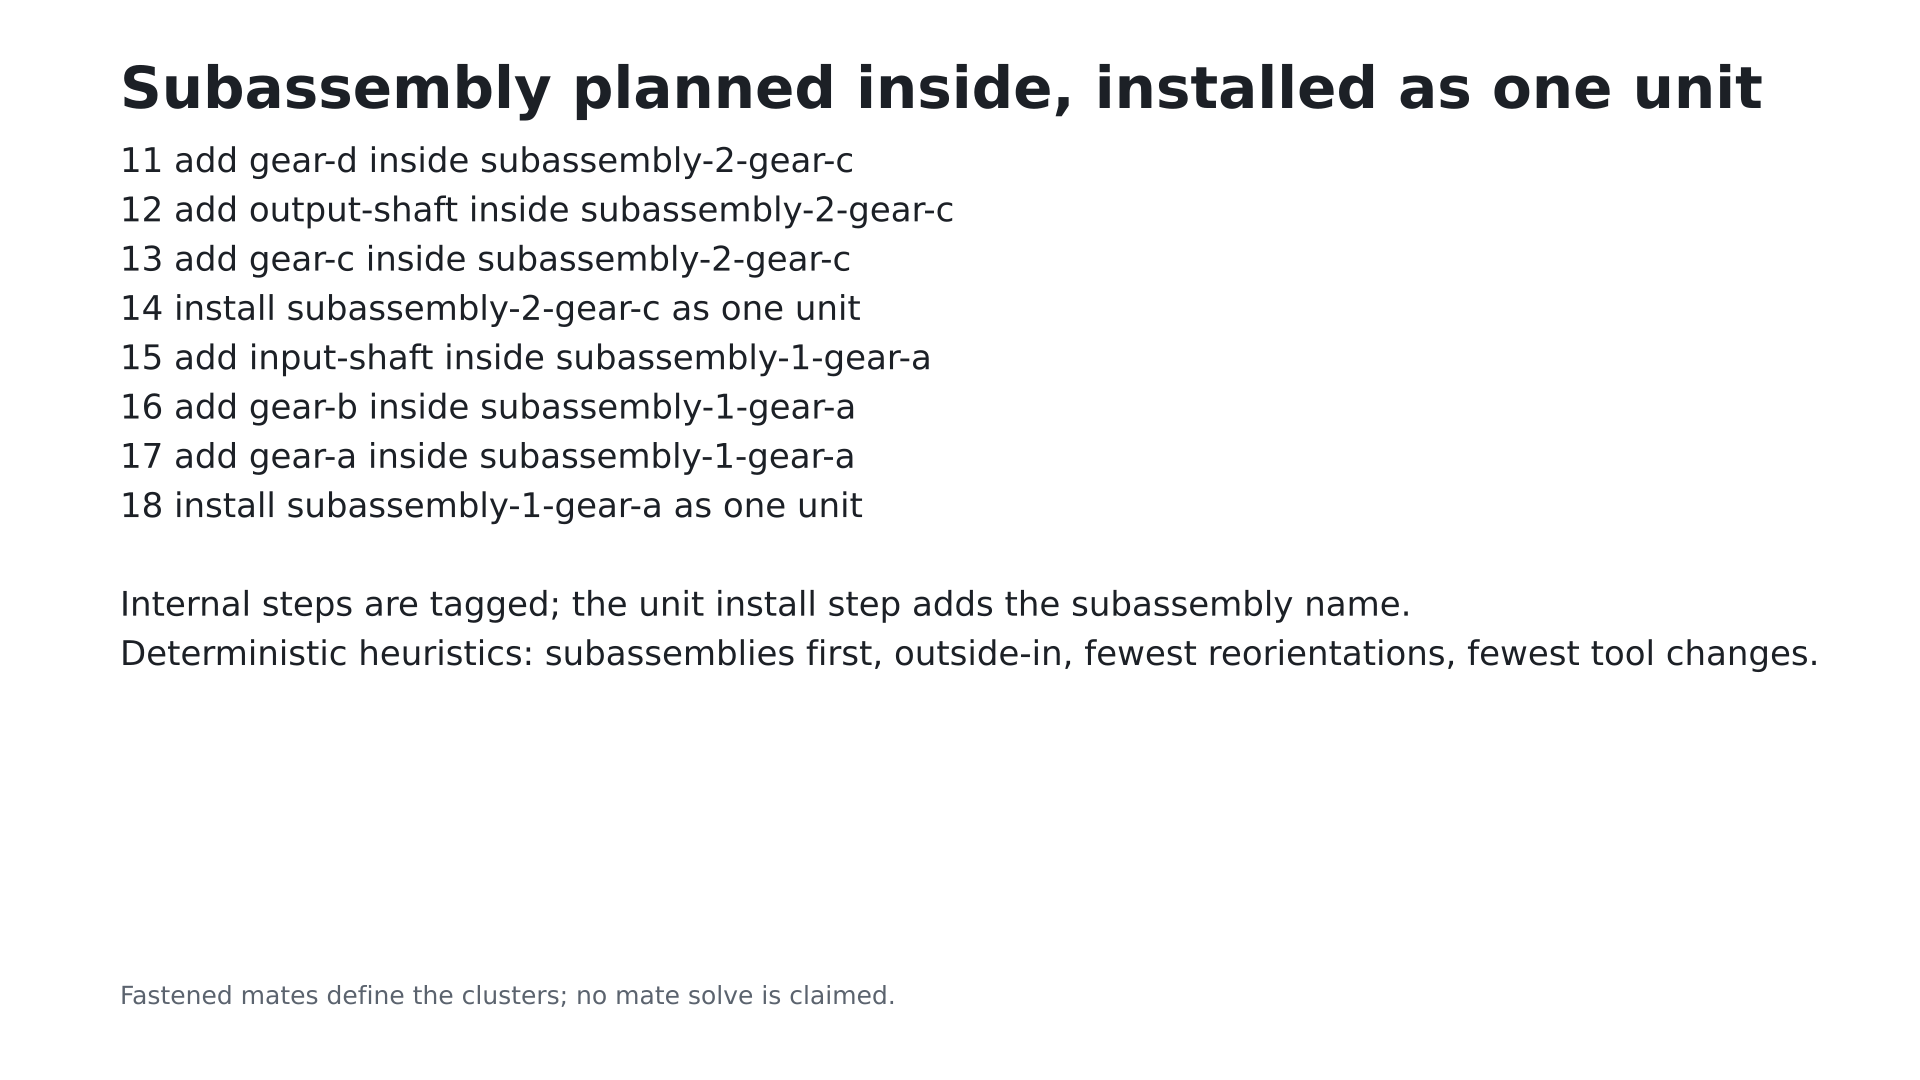 Subassembly planned inside, installed as one unit
11 add gear-d inside subassembly-2-gear-c
12 add output-shaft inside subassembly-2-gear-c
13 add gear-c inside subassembly-2-gear-c
14 install subassembly-2-gear-c as one unit
15 add input-shaft inside subassembly-1-gear-a
16 add gear-b inside subassembly-1-gear-a
17 add gear-a inside subassembly-1-gear-a
18 install subassembly-1-gear-a as one unit
Internal steps are tagged; the unit install step adds the subassembly name.
Deterministic heuristics: subassemblies first, outside-in, fewest reorientations, fewest tool changes.
Fastened mates define the clusters; no mate solve is claimed.